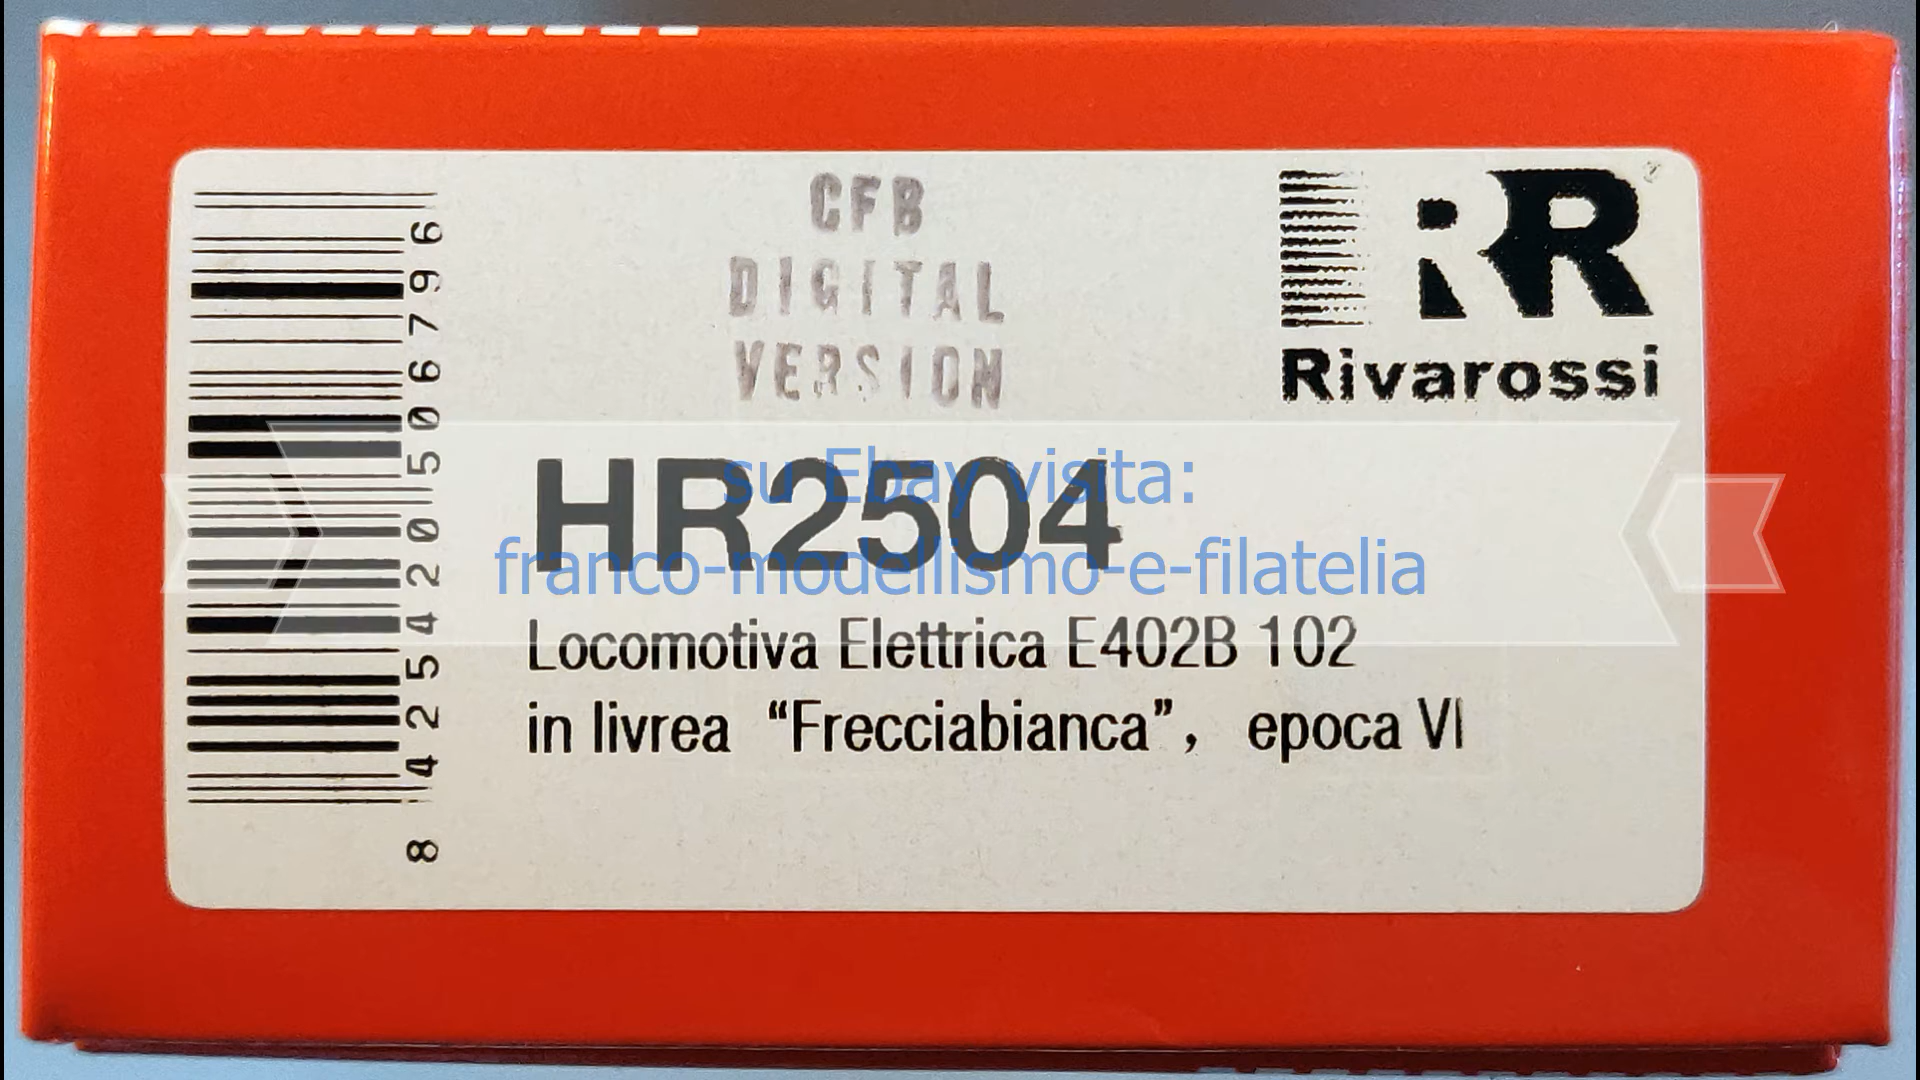 CFB
DIGITAL
VERSION
RR
Rivarossi
8 425420 506796
HR2504
su Ebay visita:
franco-modellismo-e-filatelia
Locomotiva Elettrica E402B 102
in livrea “Frecciabianca”, epoca VI